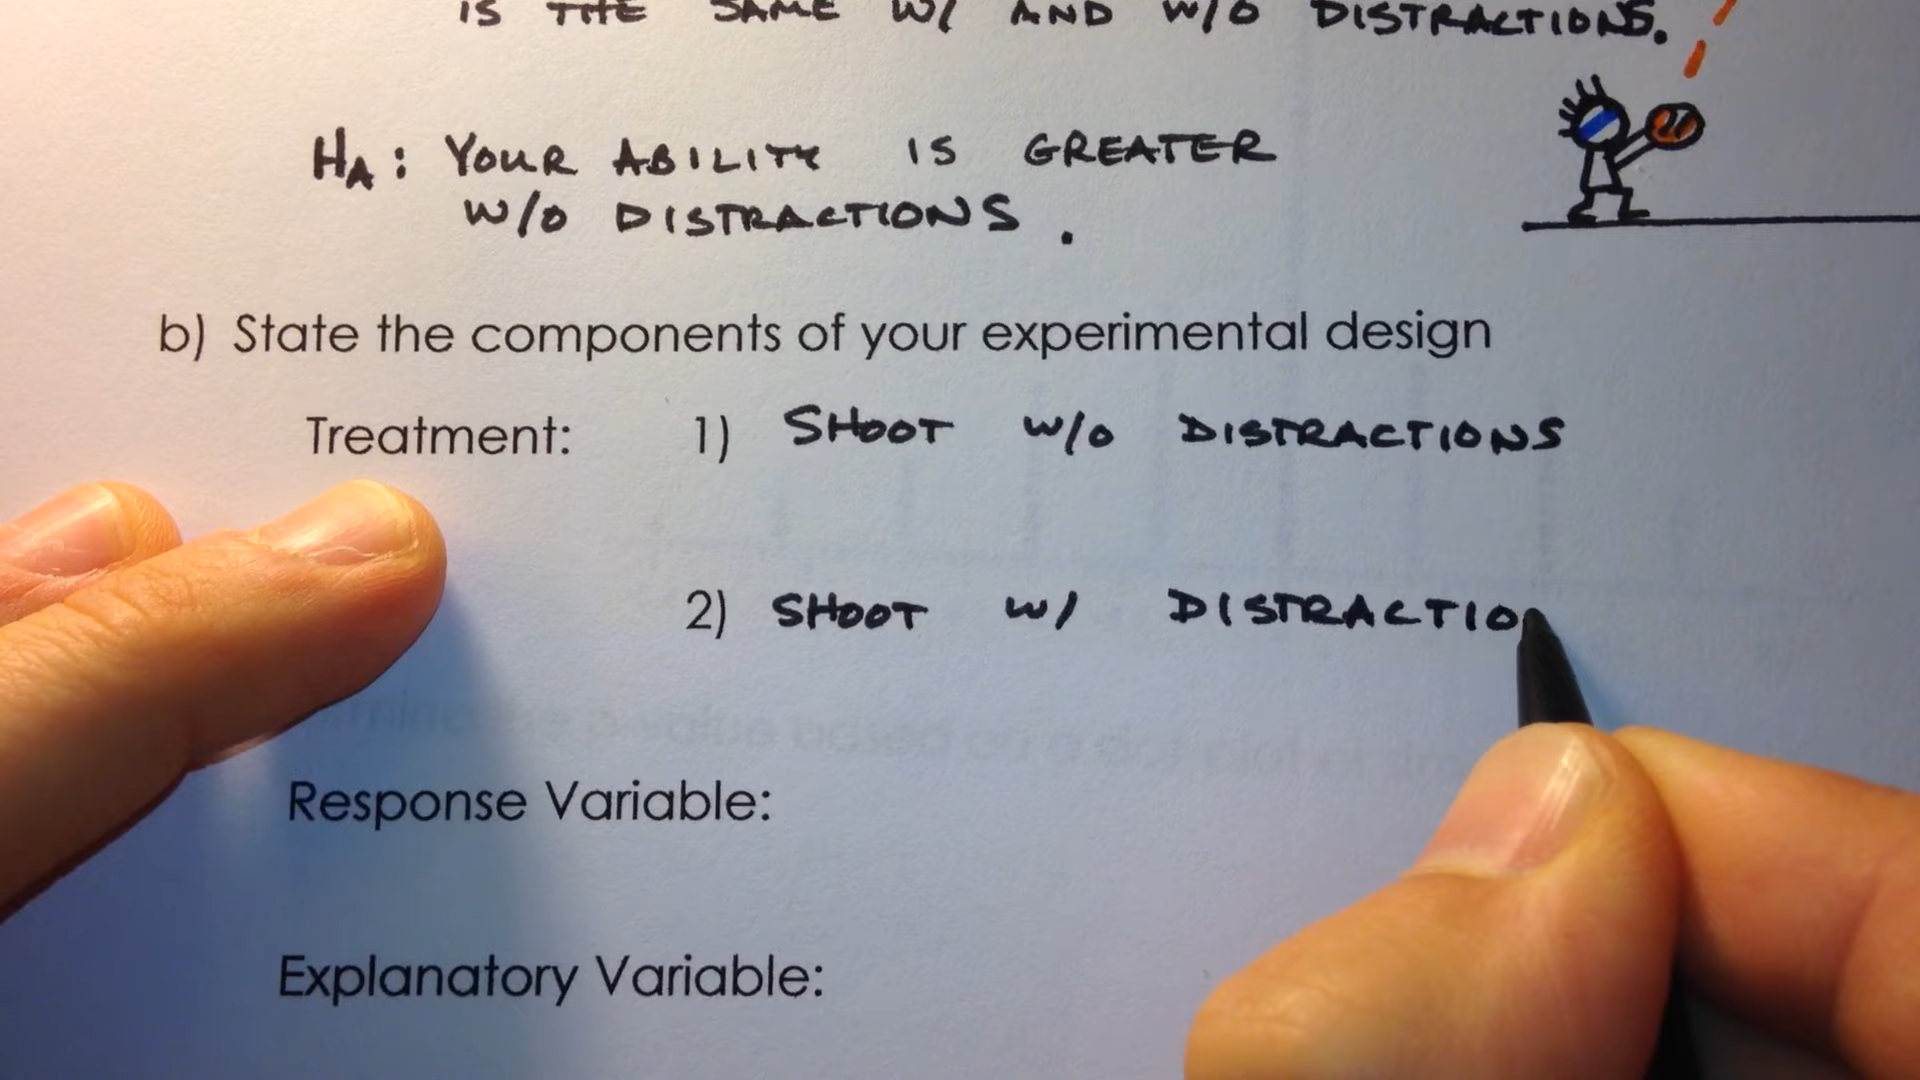 IS THE SAME W/ AND W/O DISTRACTIONS.
HA: YOUR ABILITY IS GREATER
W/O DISTRACTIONS.
b) State the components of your experimental design
Treatment: 1) SHOOT W/O DISTRACTIONS
2) SHOOT W/ DISTRACTIO
Response Variable:
Explanatory Variable: